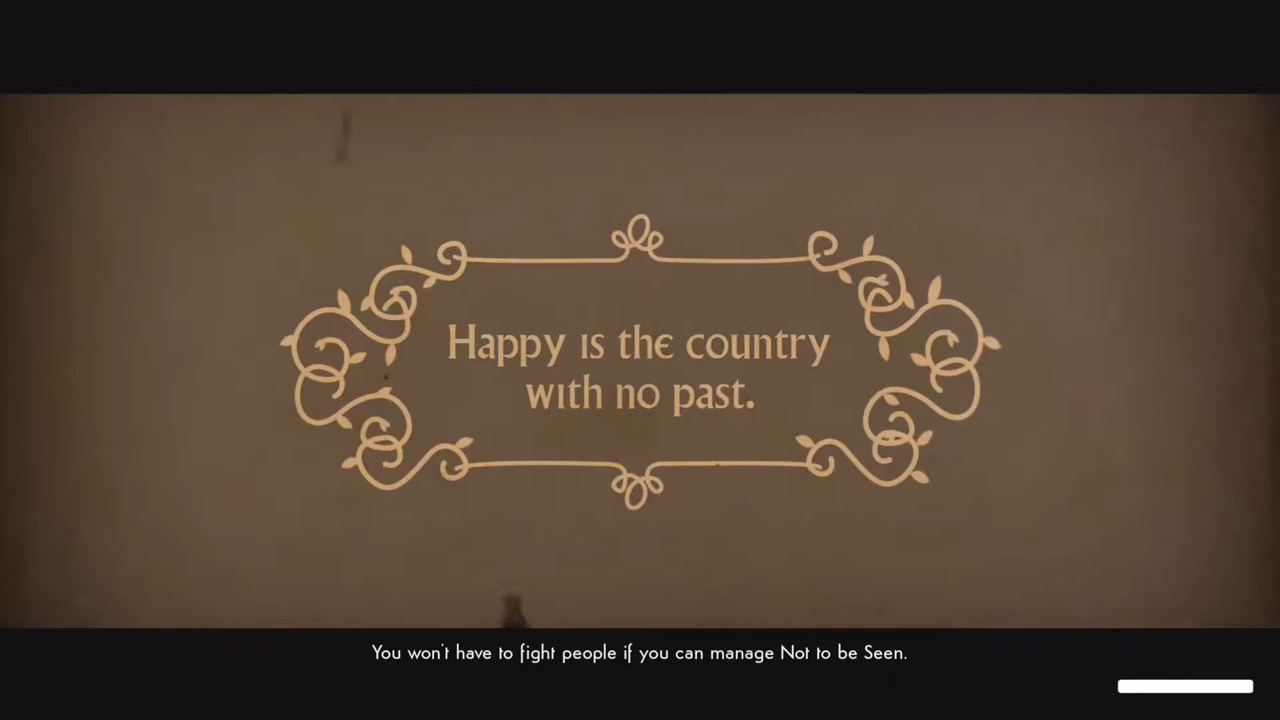 Happy is the country
with no past.
You won't have to fight people if you can manage Not to be Seen.